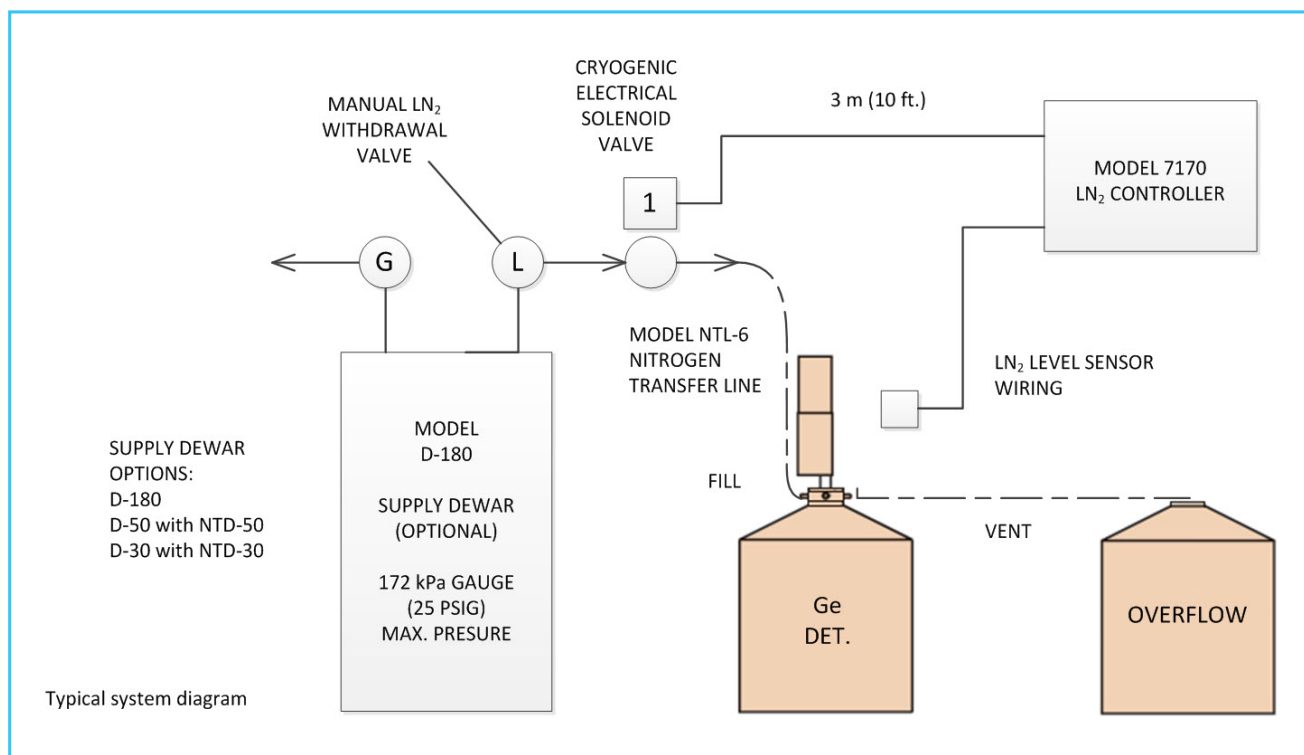 CRYOGENIC
ELECTRICAL
SOLENOID
VALVE
MANUAL LN₂
WITHDRAWAL
VALVE
3 m (10 ft.)
1
MODEL 7170
LN₂ CONTROLLER
G
L
MODEL NTL-6
NITROGEN
TRANSFER LINE
LN₂ LEVEL SENSOR
WIRING
SUPPLY DEWAR
OPTIONS:
D-180
D-50 with NTD-50
D-30 with NTD-30
MODEL
D-180
SUPPLY DEWAR
(OPTIONAL)
172 kPa GAUGE
(25 PSIG)
MAX. PRESURE
FILL
VENT
Ge
DET.
OVERFLOW
Typical system diagram